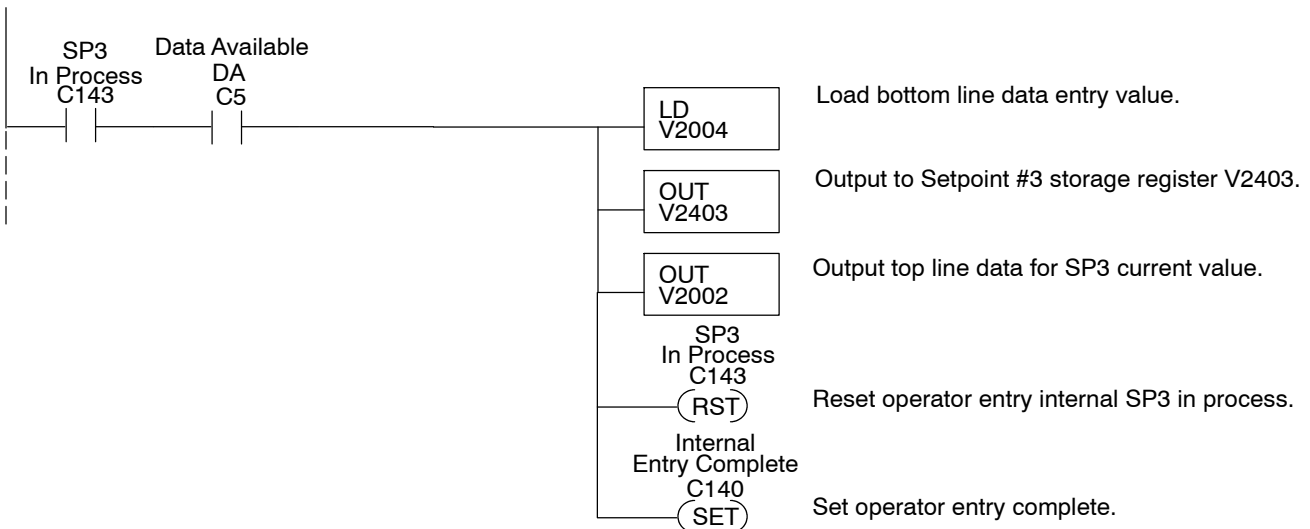 SP3
In Process
C143
Data Available
DA
C5
LD
V2004
Load bottom line data entry value.
OUT
V2403
Output to Setpoint #3 storage register V2403.
OUT
V2002
Output top line data for SP3 current value.
SP3
In Process
C143
RST
Reset operator entry internal SP3 in process.
Internal
Entry Complete
C140
SET
Set operator entry complete.